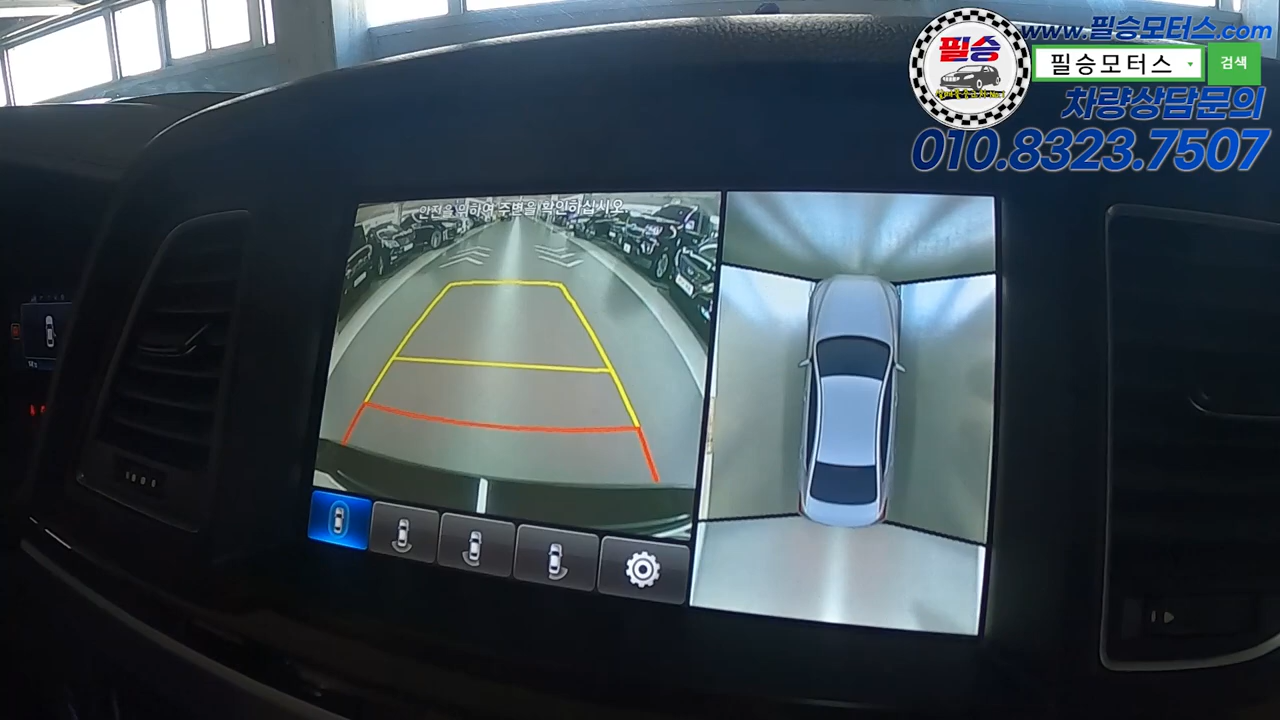 www.필승모터스.com
필승
필승모터스
검색
차량상담문의
010.8323.7507
안전을 위하여 주변을 확인하십시오